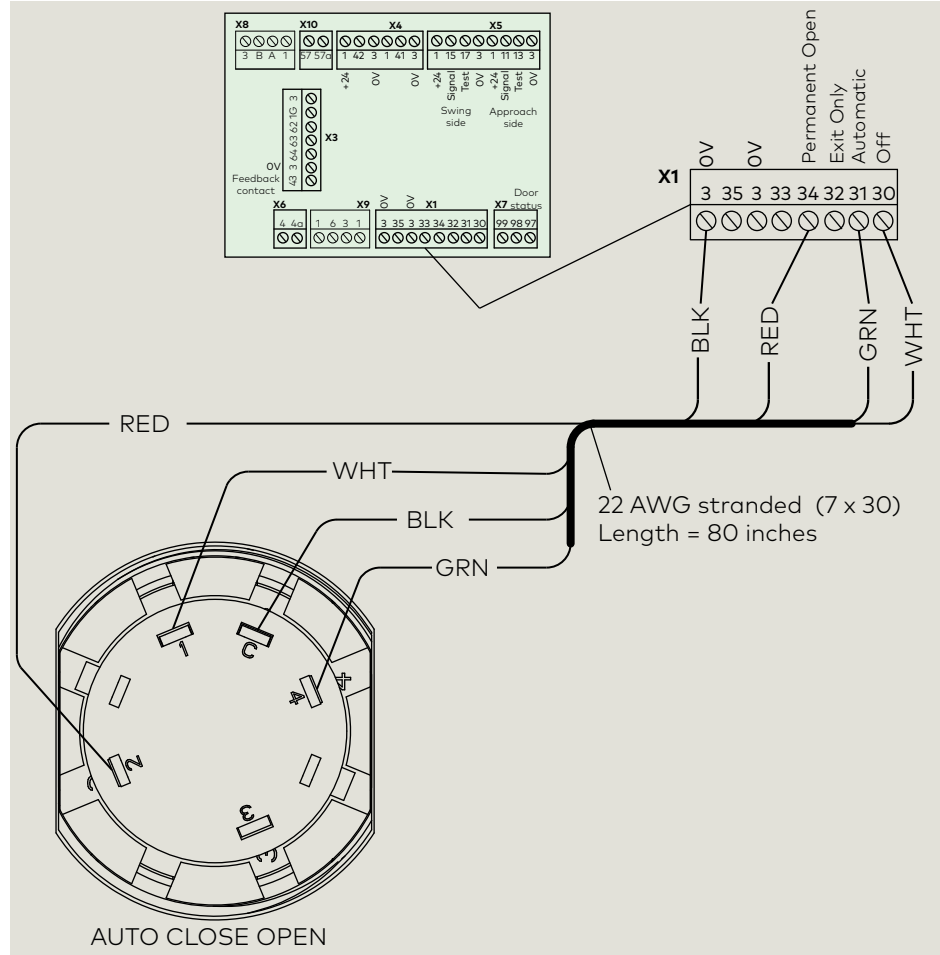 X8 X10 X4 X5
3 B A 1 57 57a 1 42 3 1 41 3 1 15 17 3 1 11 13 3
+24 0V 0V +24 Signal Test 0V +24 Signal Test 0V
Swing side
Approach side
43 3 64 63 62 1G 3
X3
0V
Feedback
contact
Door
status
X6 X9 0V 0V X1 X7
4 4a 1 6 3 1 3 35 3 33 34 32 31 30 99 98 97
0V 0V Permanent Open Exit Only Automatic Off
X1
3 35 3 33 34 32 31 30
BLK RED GRN WHT
RED
WHT
22 AWG stranded (7 x 30)
Length = 80 inches
BLK
GRN
1 C
4 4
2
3
AUTO CLOSE OPEN